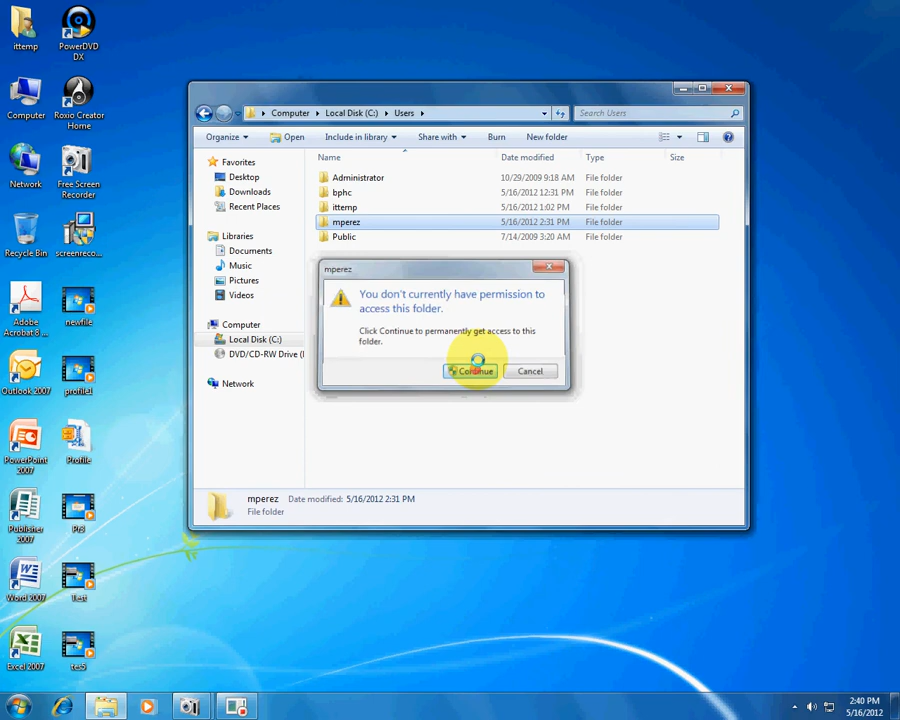 ittemp
PowerDVD
DX
Computer
Roxio Creator
Home
Network
Free Screen
Recorder
Recycle Bin
screenreco...
Adobe
Acrobat 8 ...
newfile
Outlook 2007
profile1
PowerPoint
2007
Profile
Publisher
2007
Pr3
Word 2007
Test
Excel 2007
tes5
Computer
Local Disk (C:)
Users
Search Users
Organize
Open
Include in library
Share with
Burn
New folder
Favorites
Desktop
Downloads
Recent Places
Libraries
Documents
Music
Pictures
Videos
Computer
Local Disk (C:)
DVD/CD-RW Drive (
Network
Name Date modified Type Size
Administrator 10/29/2009 9:18 AM File folder
bphc 5/16/2012 12:31 PM File folder
ittemp 5/16/2012 1:02 PM File folder
mperez 5/16/2012 2:31 PM File folder
Public 7/14/2009 3:20 AM File folder
mperez
You don't currently have permission to
access this folder.
Click Continue to permanently get access to this
folder.
Continue Cancel
mperez Date modified: 5/16/2012 2:31 PM
File folder
2:40 PM
5/16/2012